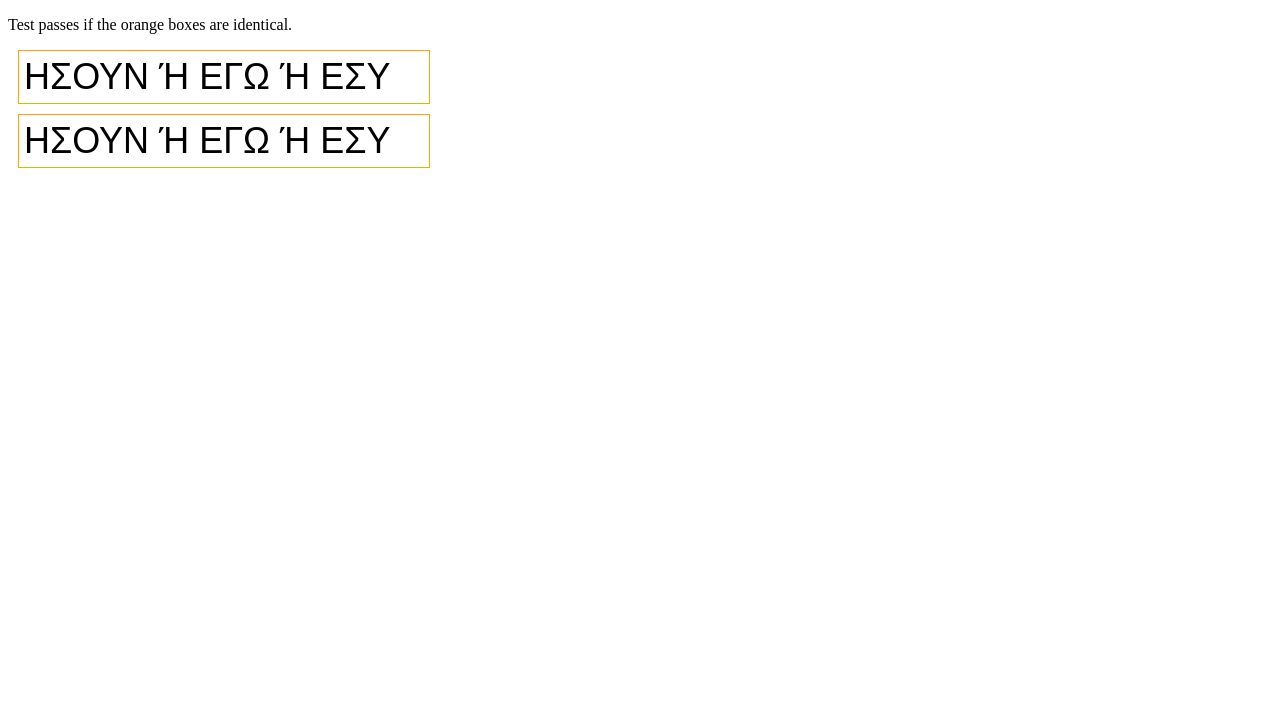 Test passes if the orange boxes are identical.
ΗΣΟΥΝ Ή ΕΓΩ Ή ΕΣΥ
ΗΣΟΥΝ Ή ΕΓΩ Ή ΕΣΥ